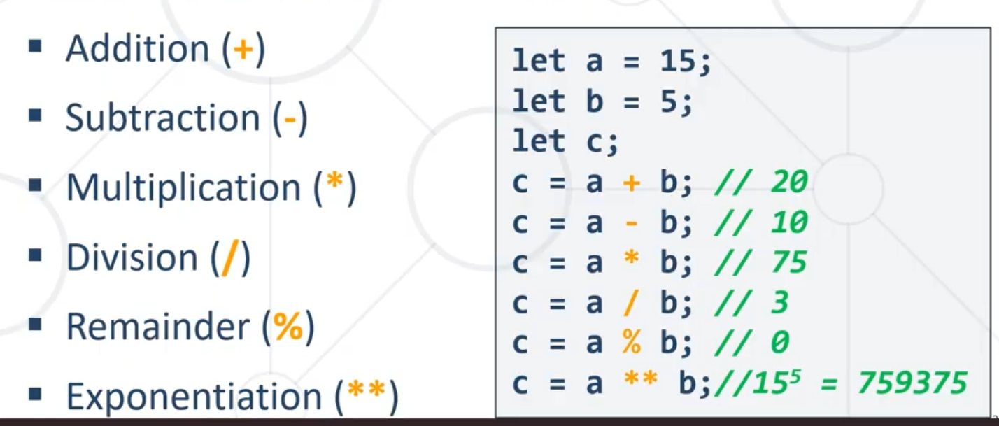 ▪ Addition (+)
▪ Subtraction (-)
▪ Multiplication (*)
▪ Division (/)
▪ Remainder (%)
▪ Exponentiation (**)
let a = 15;
let b = 5;
let c;
c = a + b; // 20
c = a - b; // 10
c = a * b; // 75
c = a / b; // 3
c = a % b; // 0
c = a ** b;//15⁵ = 759375